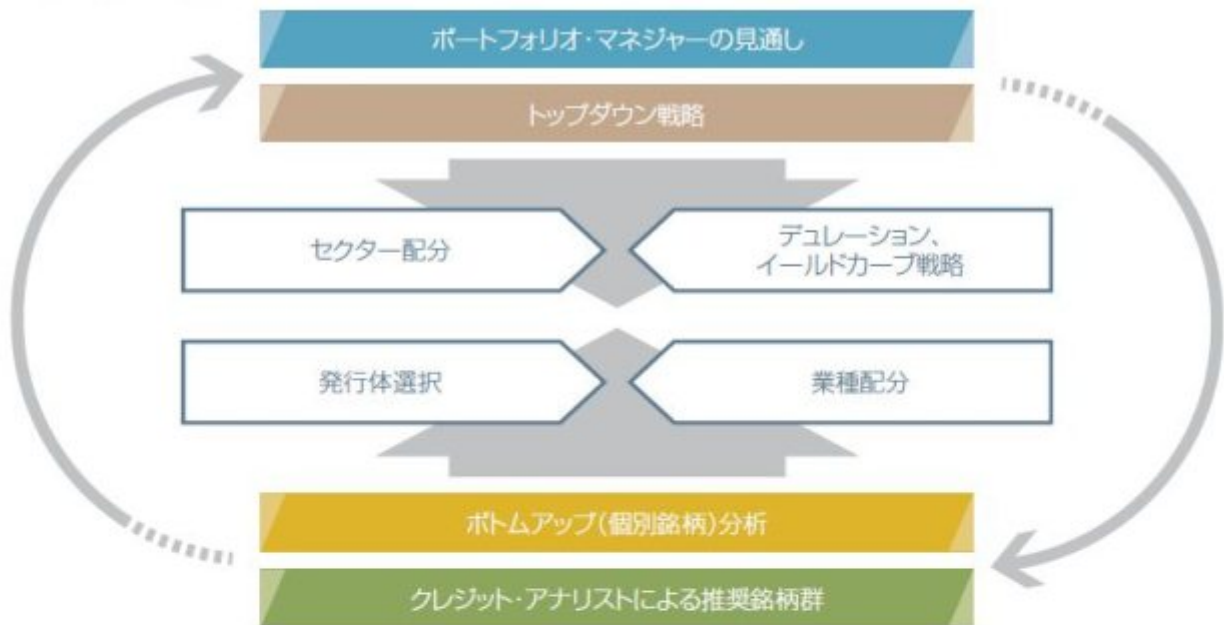 ポートフォリオ・マネジャーの見通し
トップダウン戦略
セクター配分
デュレーション、
イールドカーブ戦略
発行体選択
業種配分
ボトムアップ(個別銘柄)分析
クレジット・アナリストによる推奨銘柄群